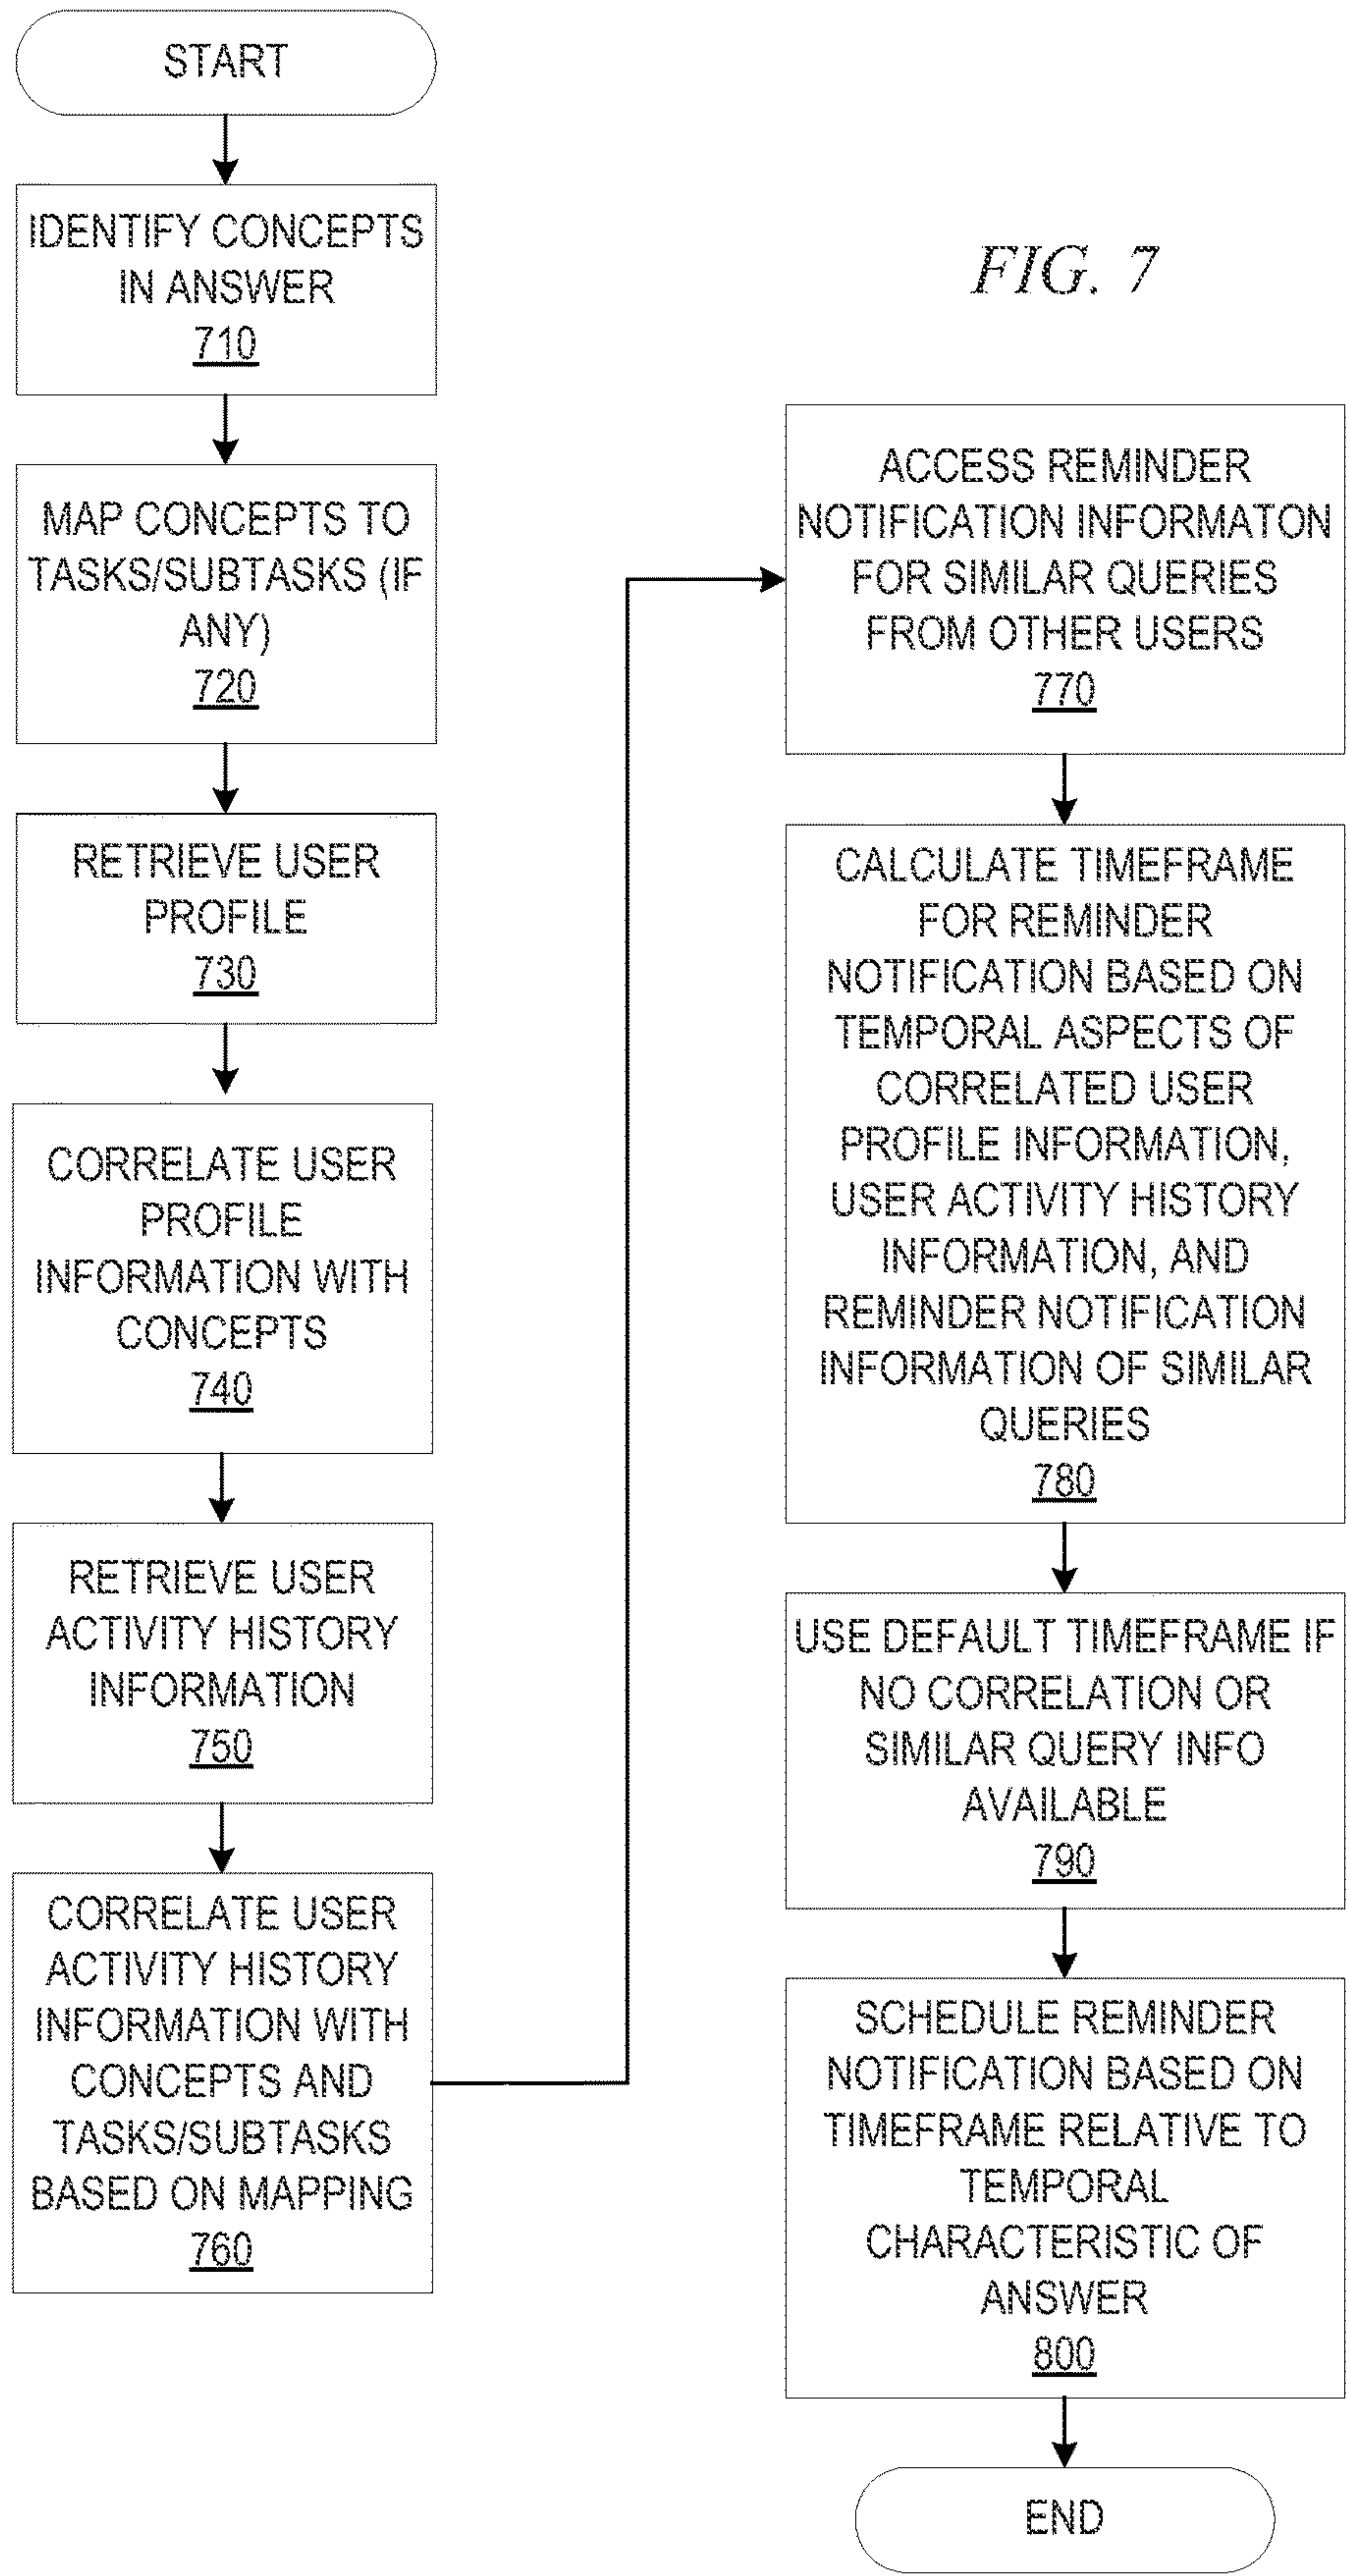 START
IDENTIFY CONCEPTS
IN ANSWER
710
MAP CONCEPTS TO
TASKS/SUBTASKS (IF
ANY)
720
RETRIEVE USER
PROFILE
730
CORRELATE USER
PROFILE
INFORMATION WITH
CONCEPTS
740
RETRIEVE USER
ACTIVITY HISTORY
INFORMATION
750
CORRELATE USER
ACTIVITY HISTORY
INFORMATION WITH
CONCEPTS AND
TASKS/SUBTASKS
BASED ON MAPPING
760
FIG. 7
ACCESS REMINDER
NOTIFICATION INFORMATON
FOR SIMILAR QUERIES
FROM OTHER USERS
770
CALCULATE TIMEFRAME
FOR REMINDER
NOTIFICATION BASED ON
TEMPORAL ASPECTS OF
CORRELATED USER
PROFILE INFORMATION,
USER ACTIVITY HISTORY
INFORMATION, AND
REMINDER NOTIFICATION
INFORMATION OF SIMILAR
QUERIES
780
USE DEFAULT TIMEFRAME IF
NO CORRELATION OR
SIMILAR QUERY INFO
AVAILABLE
790
SCHEDULE REMINDER
NOTIFICATION BASED ON
TIMEFRAME RELATIVE TO
TEMPORAL
CHARACTERISTIC OF
ANSWER
800
END